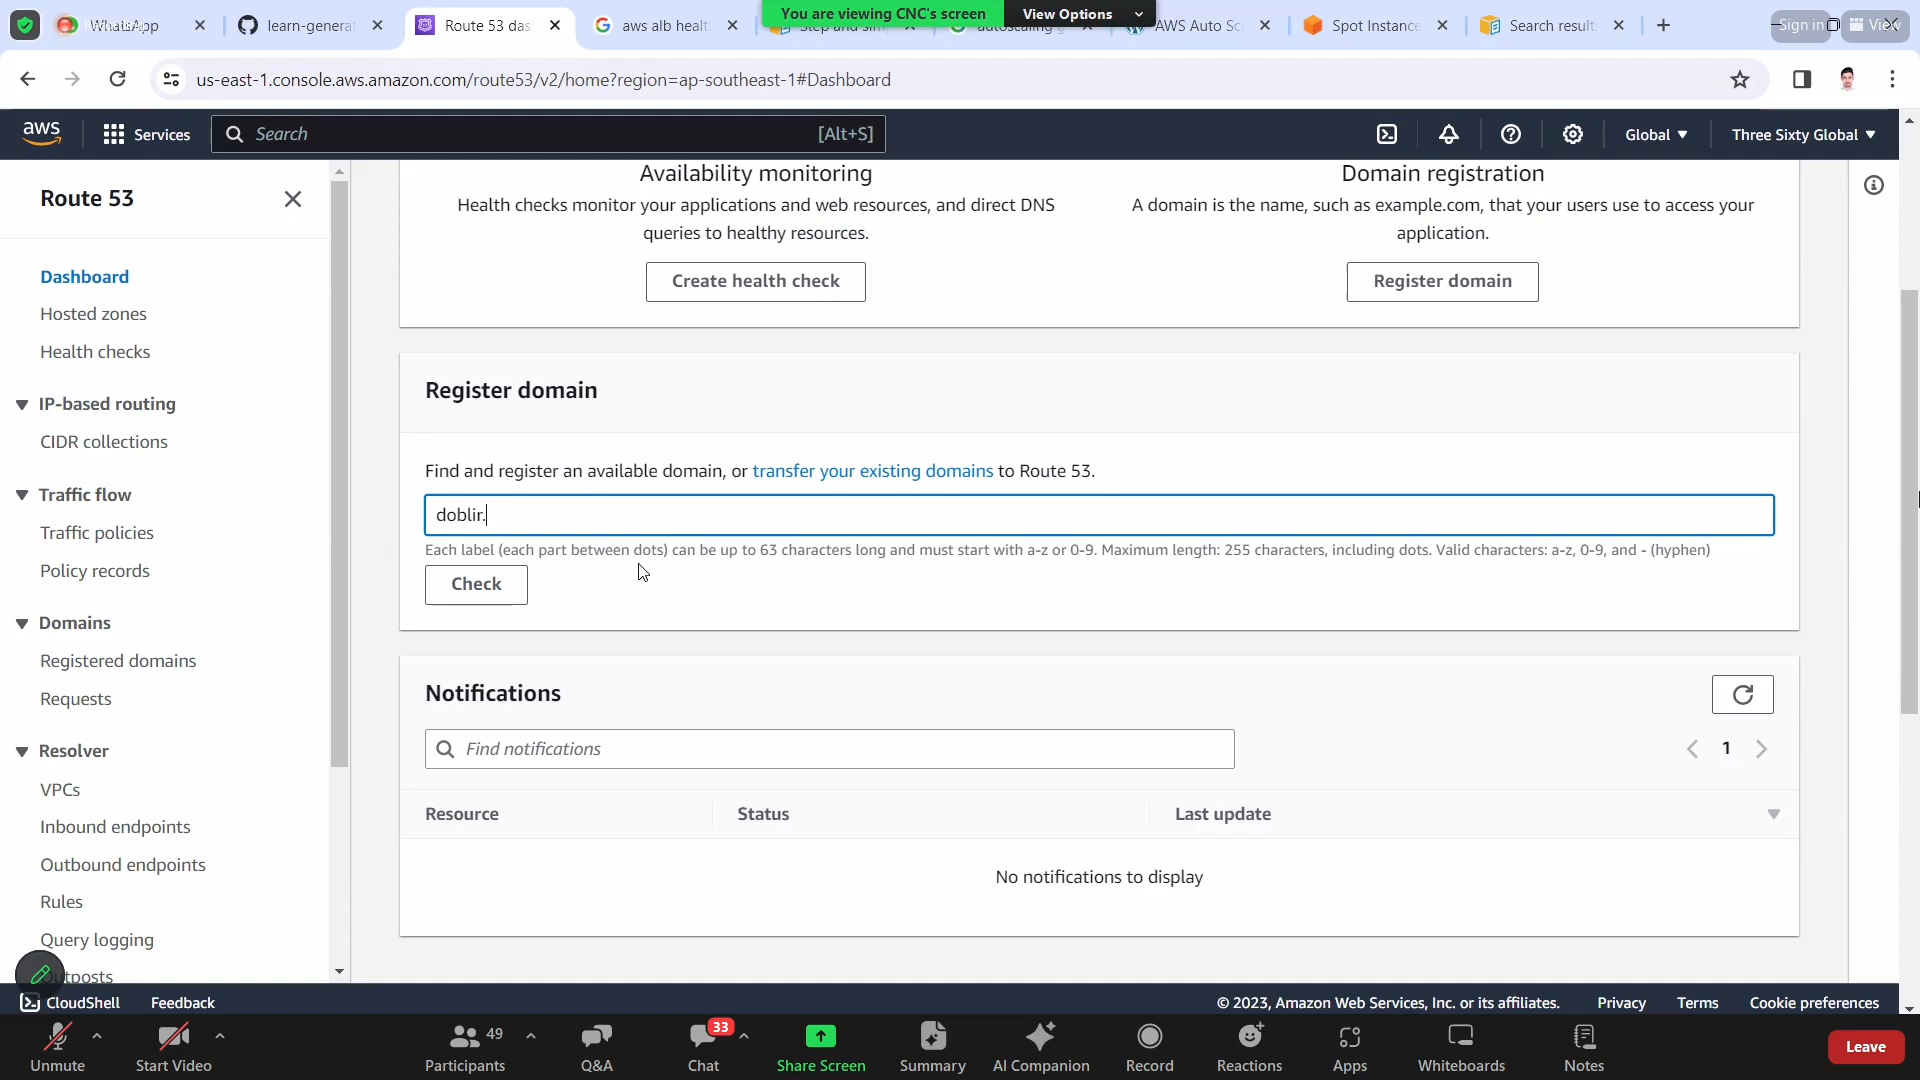 WhatsApp
learn-generat
Route 53 das
aws alb healt
AWS Auto Sc
Spot Instance
Search result
You are viewing CNC's screen
View Options
Sign in
View
us-east-1.console.aws.amazon.com/route53/v2/home?region=ap-southeast-1#Dashboard
aws
Services
Search
[Alt+S]
Global
Three Sixty Global
Route 53
Dashboard
Hosted zones
Health checks
IP-based routing
CIDR collections
Traffic flow
Traffic policies
Policy records
Domains
Registered domains
Requests
Resolver
VPCs
Inbound endpoints
Outbound endpoints
Rules
Query logging
Availability monitoring
Health checks monitor your applications and web resources, and direct DNS
queries to healthy resources.
Create health check
Domain registration
A domain is the name, such as example.com, that your users use to access your
application.
Register domain
Register domain
Find and register an available domain, or transfer your existing domains to Route 53.
doblir.
Each label (each part between dots) can be up to 63 characters long and must start with a-z or 0-9. Maximum length: 255 characters, including dots. Valid characters: a-z, 0-9, and - (hyphen)
Check
Notifications
Find notifications
1
Resource
Status
Last update
No notifications to display
CloudShell
Feedback
© 2023, Amazon Web Services, Inc. or its affiliates.
Privacy
Terms
Cookie preferences
Unmute
Start Video
49
Participants
Q&A
33
Chat
Share Screen
Summary
AI Companion
Record
Reactions
Apps
Whiteboards
Notes
Leave